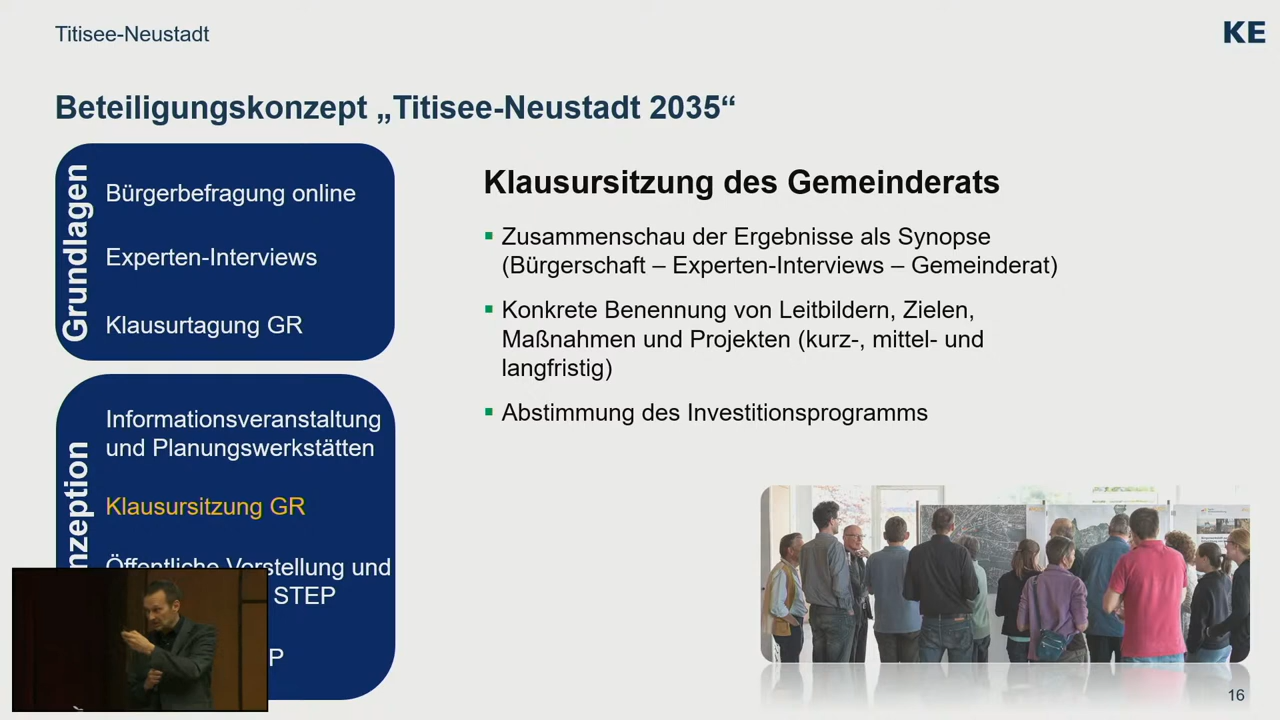 Titisee-Neustadt
KE
Beteiligungskonzept „Titisee-Neustadt 2035“
Grundlagen
Bürgerbefragung online
Experten-Interviews
Klausurtagung GR
Informationsveranstaltung
und Planungswerkstätten
Klausursitzung GR
Öffentliche Vorstellung und
STEP
Klausursitzung des Gemeinderats
▪ Zusammenschau der Ergebnisse als Synopse
(Bürgerschaft – Experten-Interviews – Gemeinderat)
▪ Konkrete Benennung von Leitbildern, Zielen,
Maßnahmen und Projekten (kurz-, mittel- und
langfristig)
▪ Abstimmung des Investitionsprogramms
16